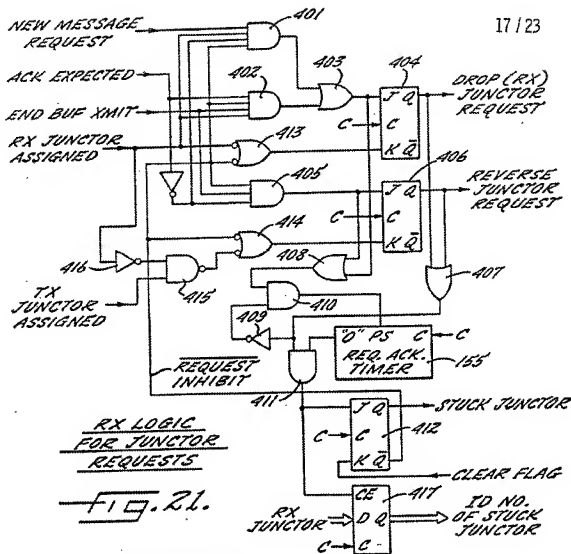 17/23
NEW MESSAGE
REQUEST
ACK EXPECTED
END BUF XMIT
RX JUNCTOR
ASSIGNED
TX
JUNCTOR
ASSIGNED
401
402
403
404
J Q
C
C
K Q̅
DROP (RX)
JUNCTOR
REQUEST
413
405
406
J Q
C
C
K Q̅
REVERSE
JUNCTOR
REQUEST
414
416
415
408
407
410
409
"0" PS C
C
REQ. ACK.
TIMER
155
REQUEST
INHIBIT
411
J Q
C
C
412
K Q̅
STUCK JUNCTOR
CLEAR FLAG
417
CE
RX
JUNCTOR
D Q
C
C
ID NO.
OF STUCK
JUNCTOR
RX LOGIC
FOR JUNCTOR
REQUESTS
Fig. 21.